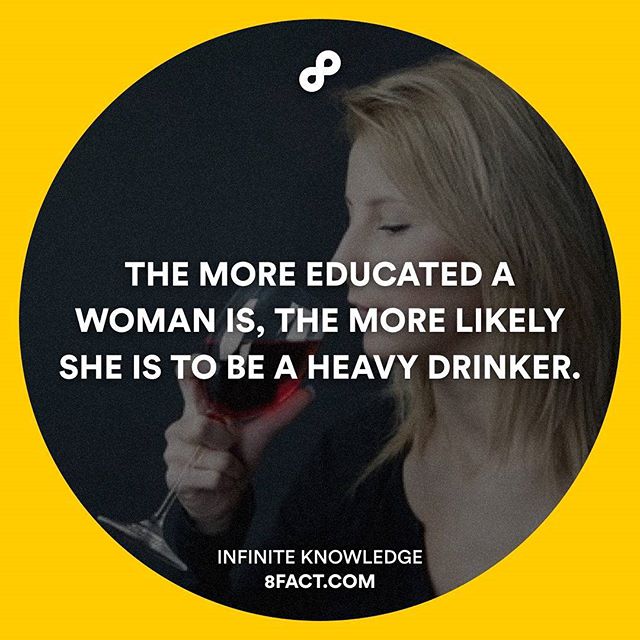 THE MORE EDUCATED A
WOMAN IS, THE MORE LIKELY
SHE IS TO BE A HEAVY DRINKER.
INFINITE KNOWLEDGE
8FACT.COM